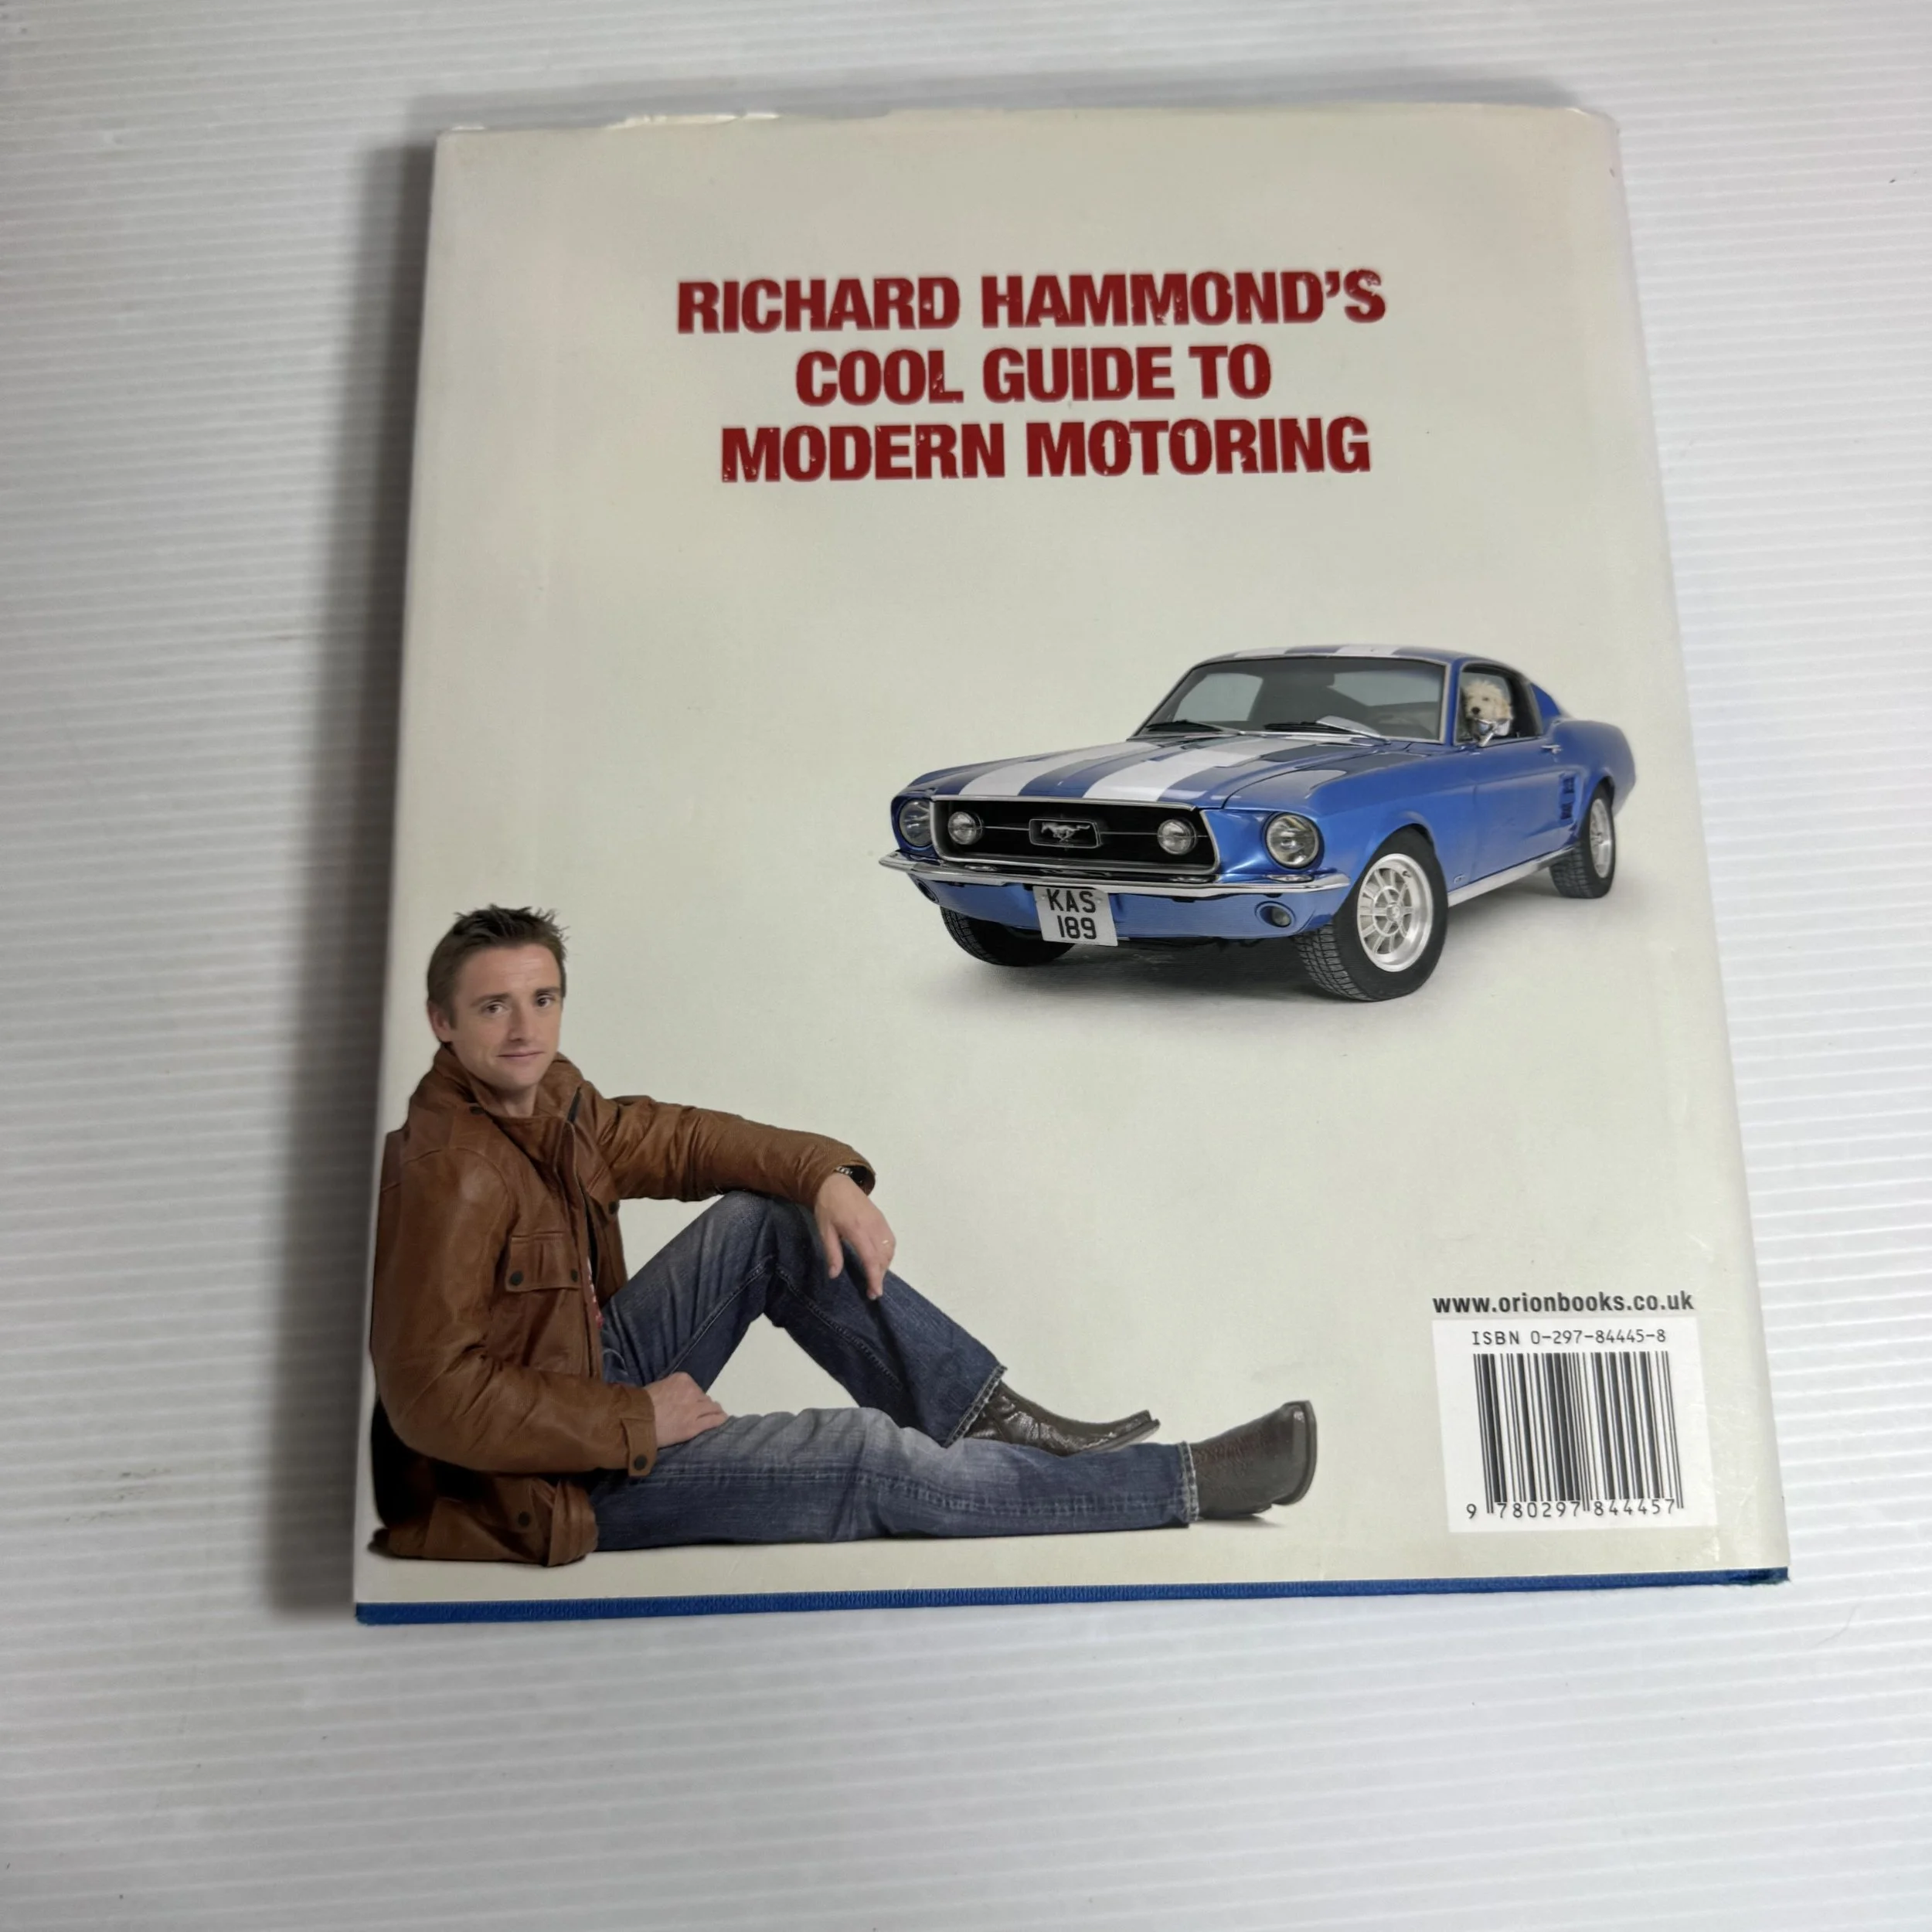 RICHARD HAMMOND'S
COOL GUIDE TO
MODERN MOTORING
KAS
189
www.orionbooks.co.uk
ISBN 0-297-84445-8
9 780297 844457